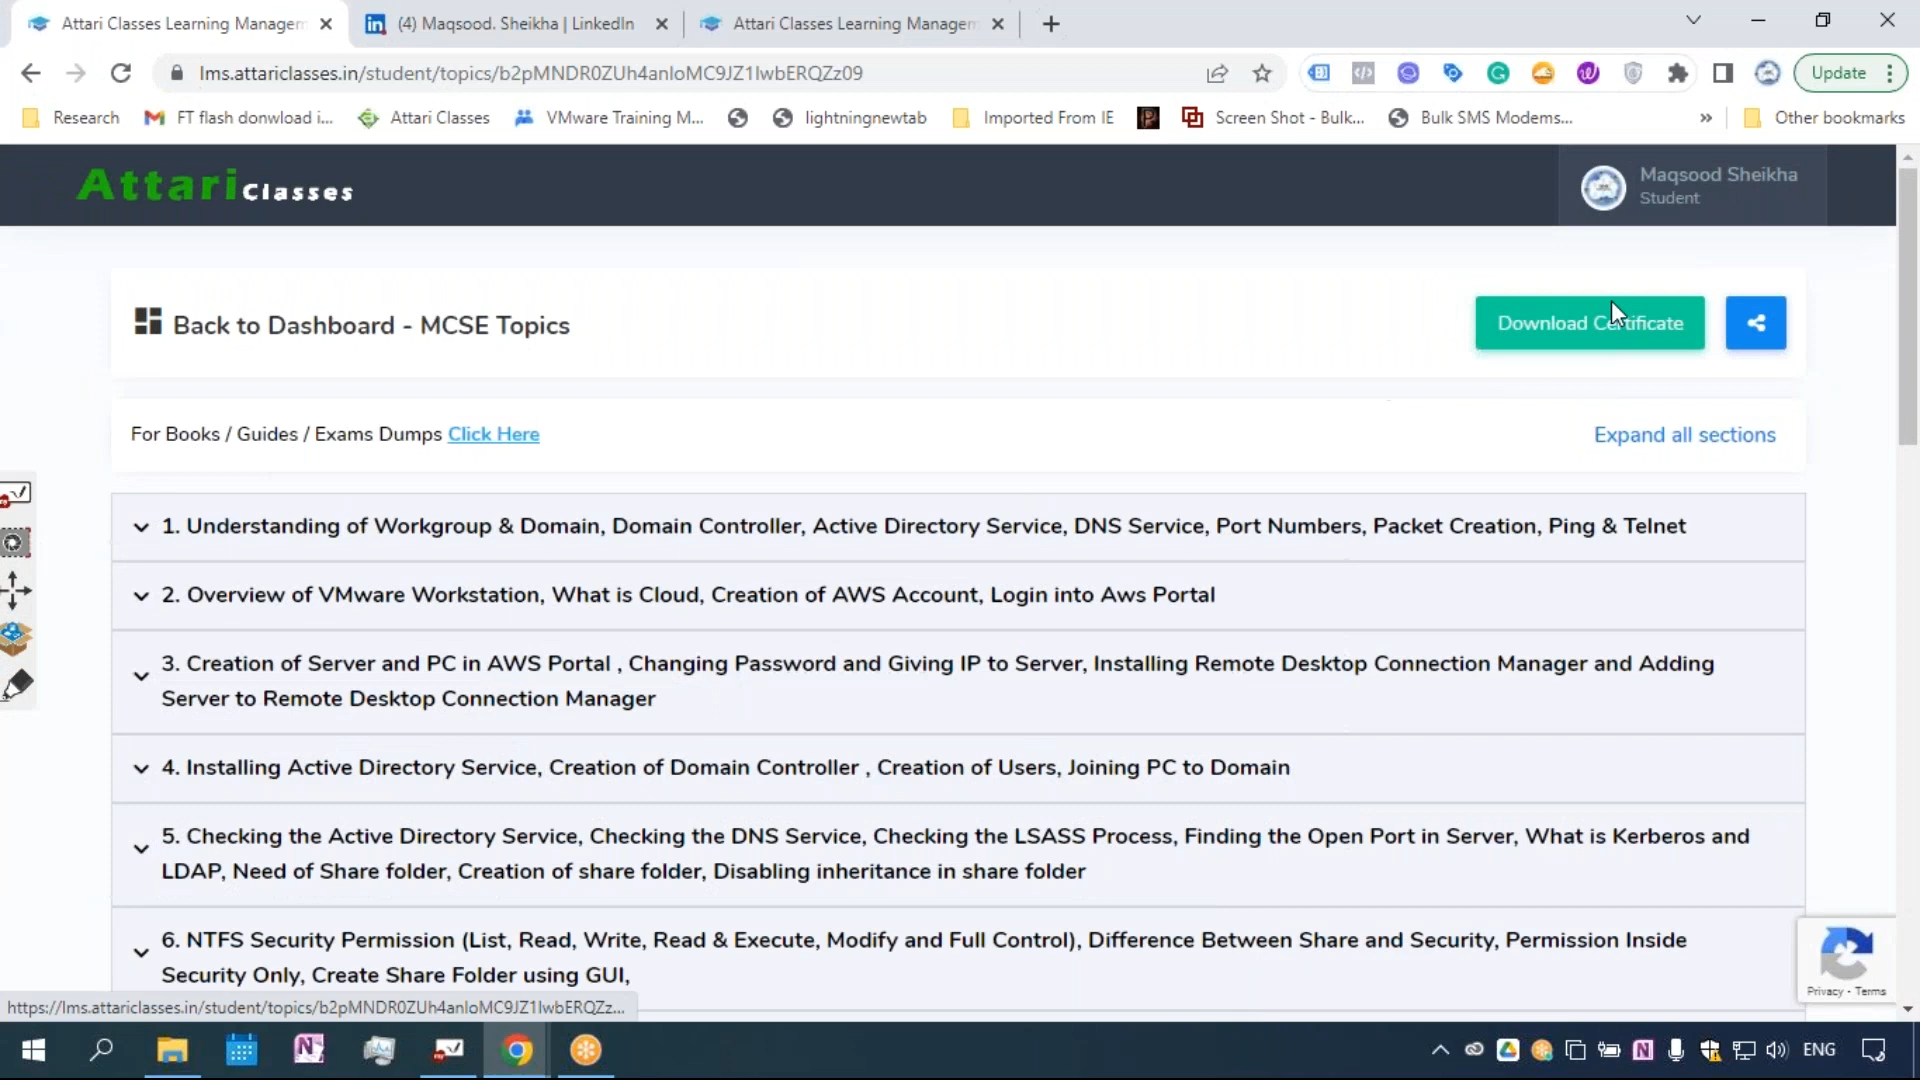 Attari Classes Learning Managem
(4) Maqsood. Sheikha | LinkedIn
Attari Classes Learning Managem
lms.attariclasses.in/student/topics/b2pMNDR0ZUh4anloMC9JZ1lwbERQZz09
Update
Research
FT flash donwload i...
Attari Classes
VMware Training M...
lightningnewtab
Imported From IE
Screen Shot - Bulk...
Bulk SMS Modems...
»
Other bookmarks
Attari Classes
Maqsood Sheikha
Student
Back to Dashboard - MCSE Topics
Download Certificate
For Books / Guides / Exams Dumps Click Here
Expand all sections
1. Understanding of Workgroup & Domain, Domain Controller, Active Directory Service, DNS Service, Port Numbers, Packet Creation, Ping & Telnet
2. Overview of VMware Workstation, What is Cloud, Creation of AWS Account, Login into Aws Portal
3. Creation of Server and PC in AWS Portal , Changing Password and Giving IP to Server, Installing Remote Desktop Connection Manager and Adding
Server to Remote Desktop Connection Manager
4. Installing Active Directory Service, Creation of Domain Controller , Creation of Users, Joining PC to Domain
5. Checking the Active Directory Service, Checking the DNS Service, Checking the LSASS Process, Finding the Open Port in Server, What is Kerberos and
LDAP, Need of Share folder, Creation of share folder, Disabling inheritance in share folder
6. NTFS Security Permission (List, Read, Write, Read & Execute, Modify and Full Control), Difference Between Share and Security, Permission Inside
Security Only, Create Share Folder using GUI,
Privacy - Terms
https://lms.attariclasses.in/student/topics/b2pMNDR0ZUh4anloMC9JZ1lwbERQZz...
ENG